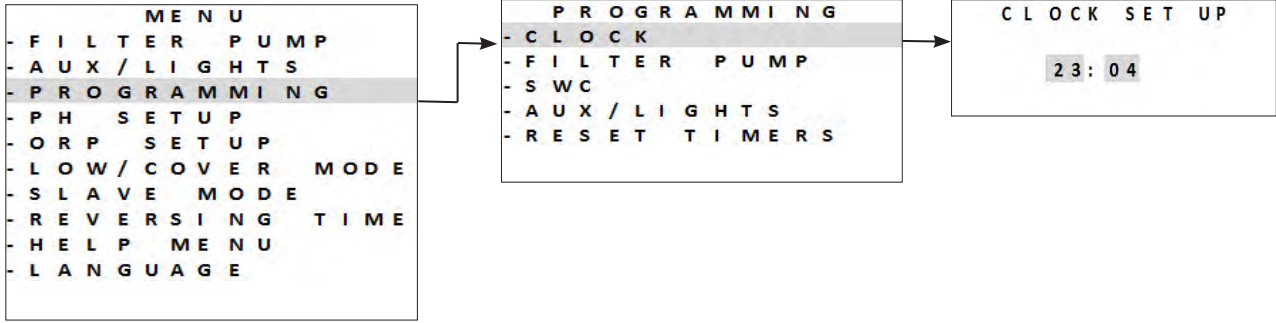 MENU
- FILTER PUMP
- AUX/LIGHTS
- PROGRAMMING
- PH SETUP
- ORP SETUP
- LOW/COVER MODE
- SLAVE MODE
- REVERSING TIME
- HELP MENU
- LANGUAGE
PROGRAMMING
- CLOCK
- FILTER PUMP
- SWC
- AUX/LIGHTS
- RESET TIMERS
CLOCK SET UP
23:04